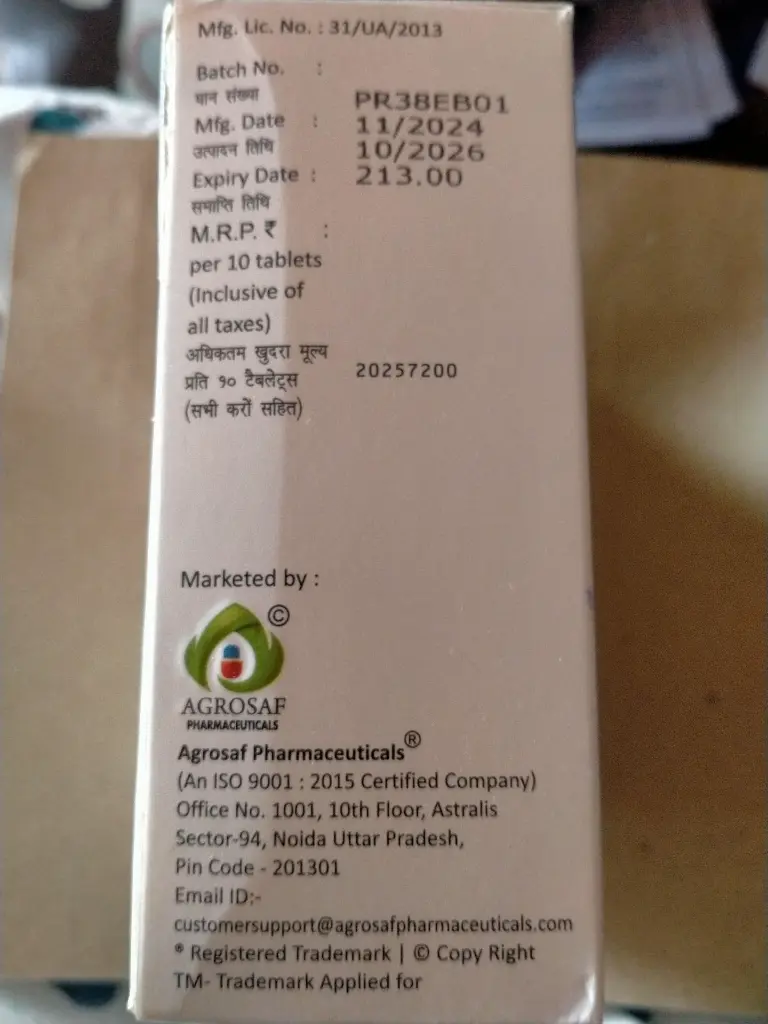 Mfg. Lic. No. : 31/UA/2013
Batch No. :
यान संख्या
PR38EB01
Mfg. Date :
11/2024
उत्पादन तिथि
10/2026
Expiry Date :
213.00
समाप्ति तिथि
M.R.P. ₹ :
per 10 tablets
(Inclusive of
all taxes)
अधिकतम खुदरा मूल्य
प्रति १० टैबलेट्स
20257200
(सभी करों सहित)
Marketed by :
©
AGROSAF
PHARMACEUTICALS
Agrosaf Pharmaceuticals®
(An ISO 9001 : 2015 Certified Company)
Office No. 1001, 10th Floor, Astralis
Sector-94, Noida Uttar Pradesh,
Pin Code - 201301
Email ID:-
customersupport@agrosafpharmaceuticals.com
® Registered Trademark | © Copy Right
TM- Trademark Applied for